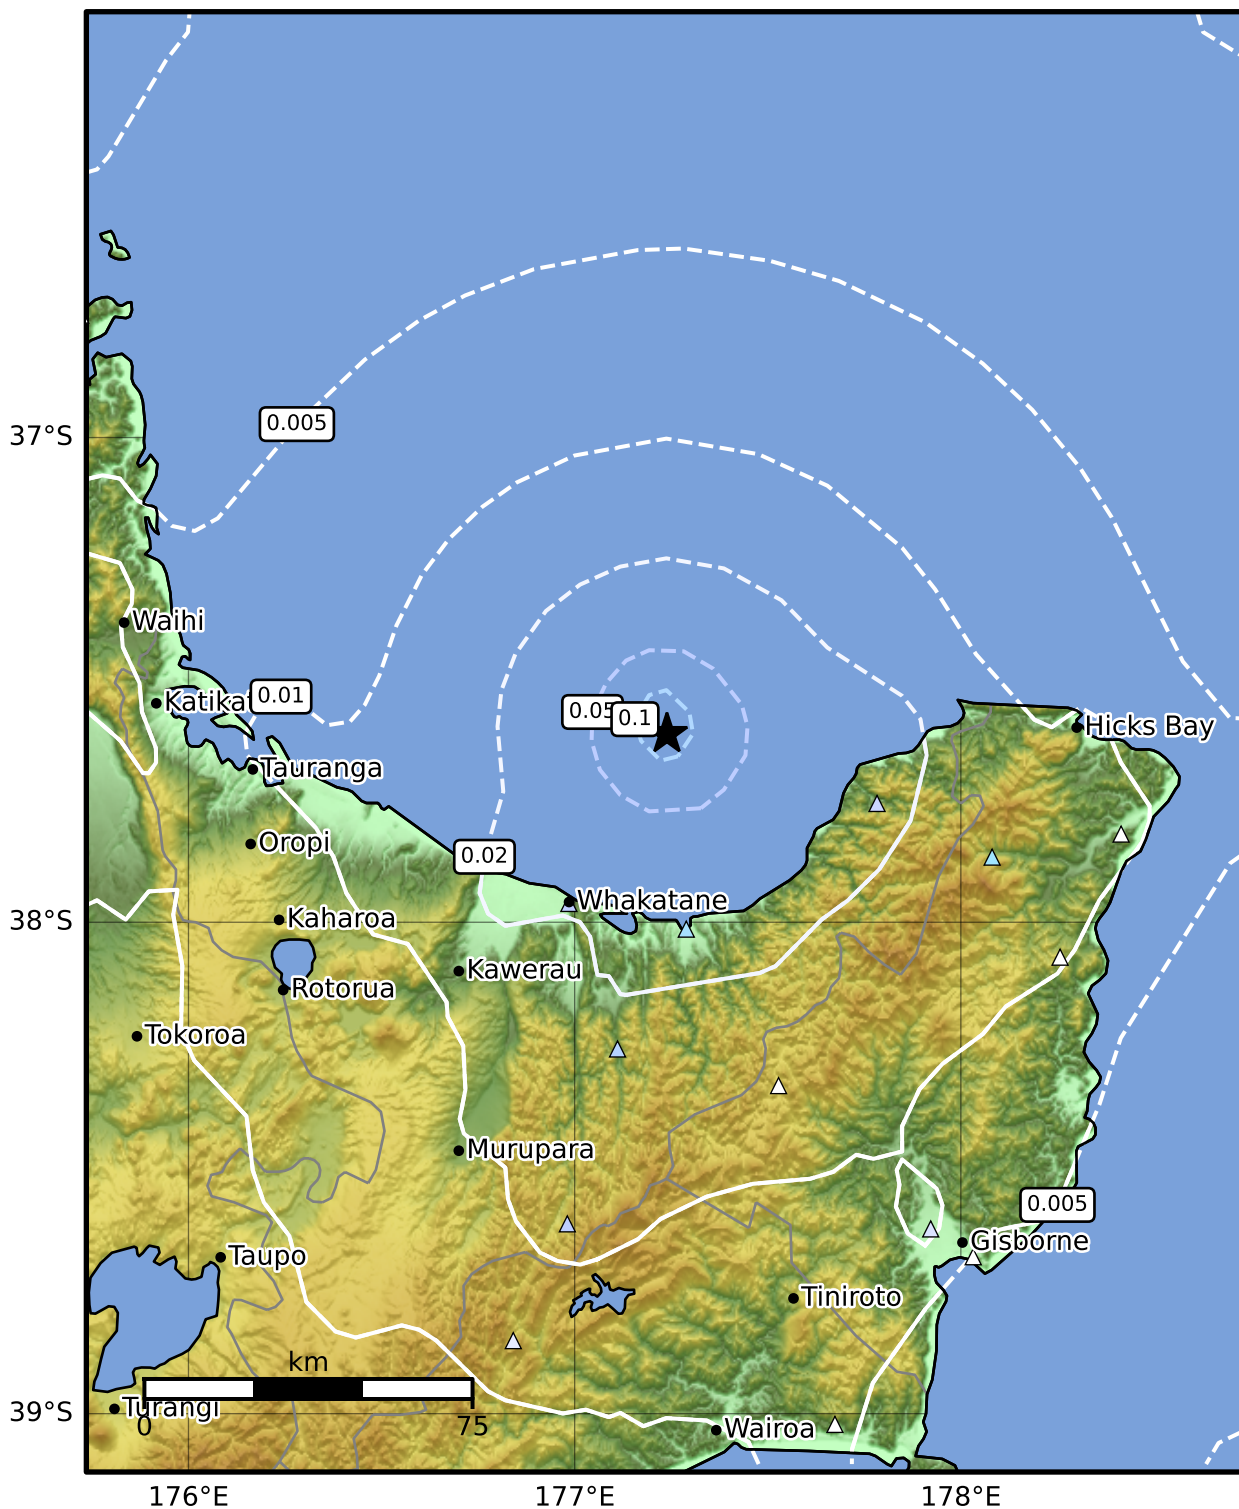 0.005
37°S
Waihi
Katikat
0.01
0.05
0.1
Hicks Bay
Tauranga
Oropi
0.02
Whakatane
38°S
Kaharoa
Kawerau
Rotorua
Tokoroa
Murupara
0.005
Gisborne
Taupo
Tiniroto
km
39°S
Turangi
0
75
Wairoa
176°E
177°E
178°E